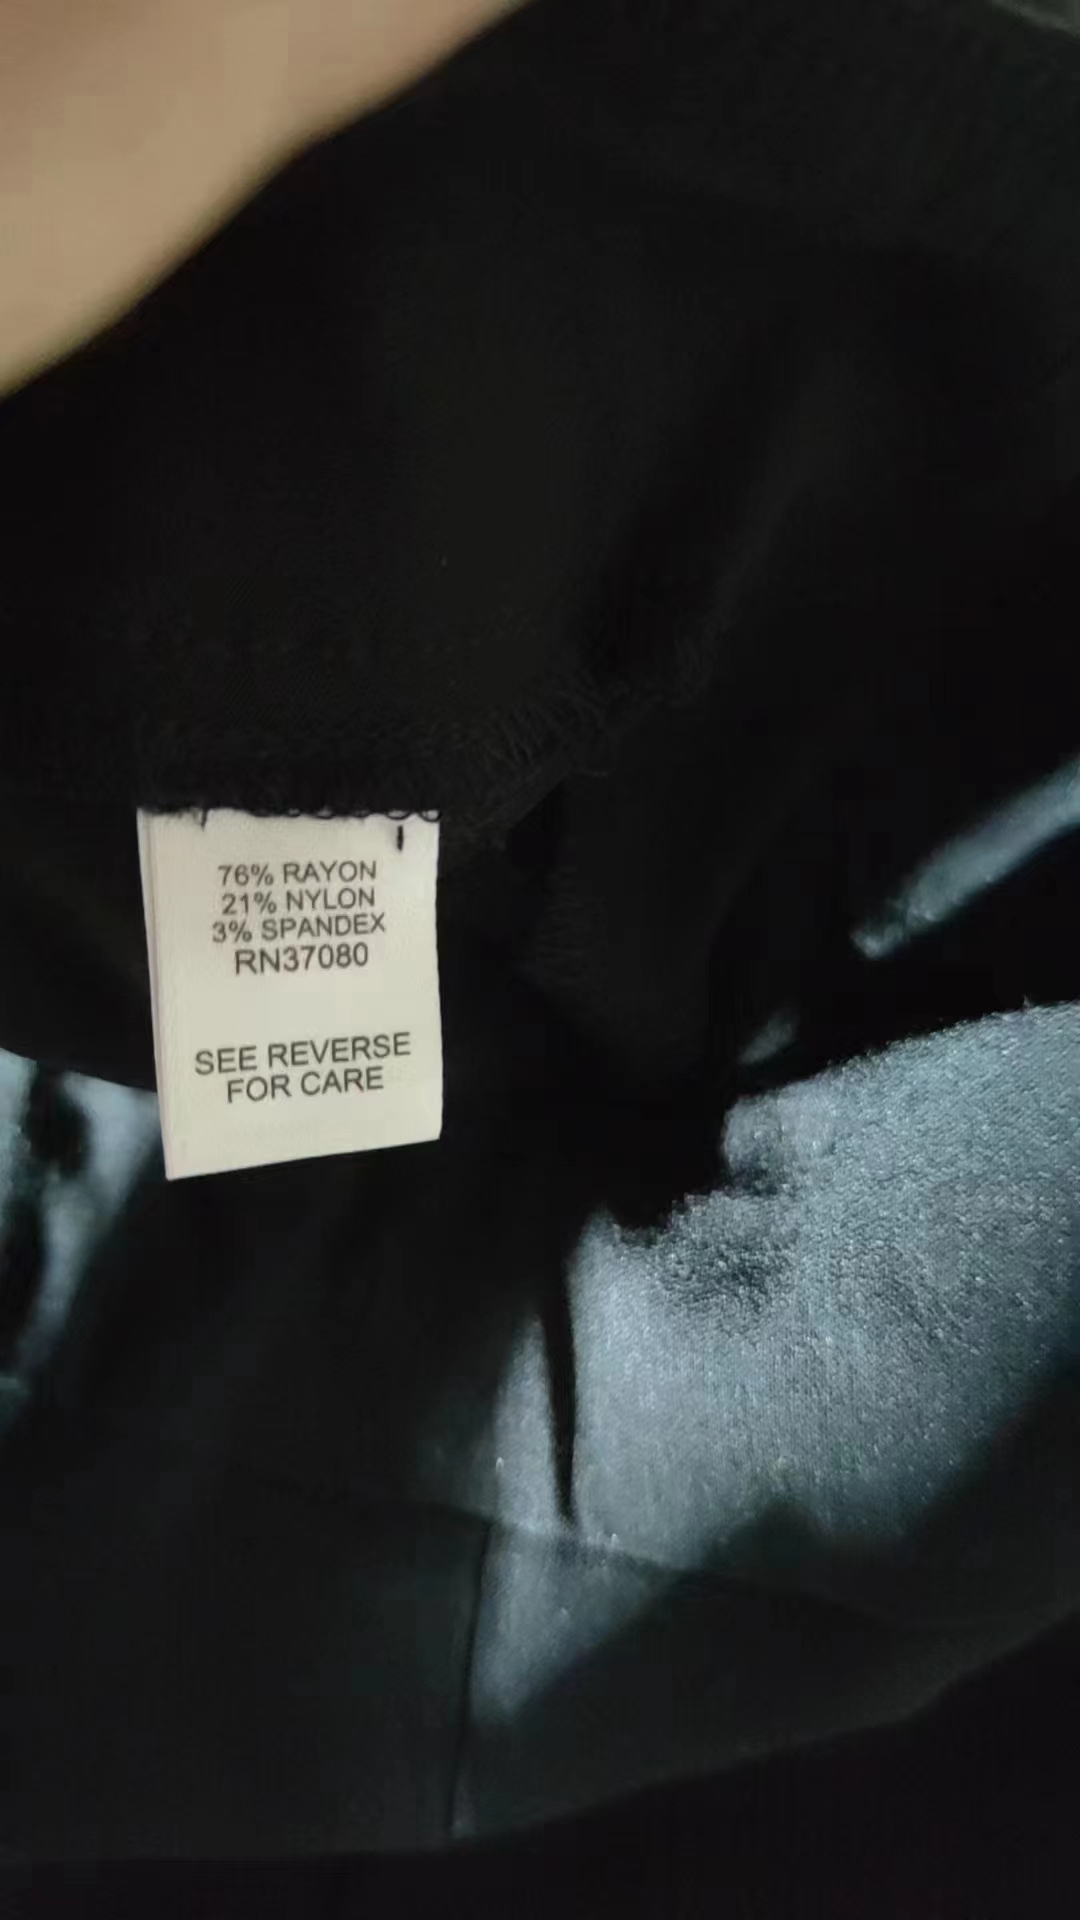 76% RAYON
21% NYLON
3% SPANDEX
RN37080
SEE REVERSE
FOR CARE